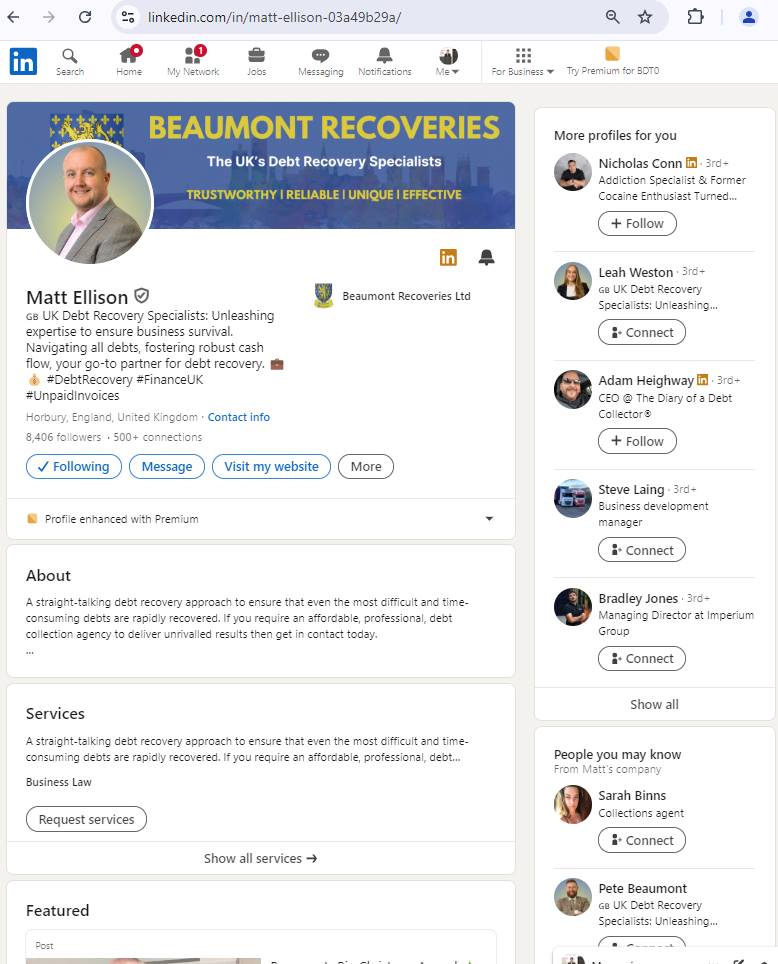 linkedin.com/in/matt-ellison-03a49b29a/
in
Search
Home
1
My Network
Jobs
Messaging
Notifications
Me
For Business
Try Premium for BDT0
BEAUMONT RECOVERIES
The UK's Debt Recovery Specialists
TRUSTWORTHY | RELIABLE | UNIQUE | EFFECTIVE
in
Matt Ellison
Beaumont Recoveries Ltd
GB UK Debt Recovery Specialists: Unleashing
expertise to ensure business survival.
Navigating all debts, fostering robust cash
flow, your go-to partner for debt recovery. 💼
💰 #DebtRecovery #FinanceUK
#UnpaidInvoices
Horbury, England, United Kingdom · Contact info
8,406 followers · 500+ connections
Following
Message
Visit my website
More
Profile enhanced with Premium
About
A straight-talking debt recovery approach to ensure that even the most difficult and time-
consuming debts are rapidly recovered. If you require an affordable, professional, debt
collection agency to deliver unrivalled results then get in contact today.
...
Services
A straight-talking debt recovery approach to ensure that even the most difficult and time-
consuming debts are rapidly recovered. If you require an affordable, professional, debt...
Business Law
Request services
Show all services →
Featured
Post
More profiles for you
Nicholas Conn in · 3rd+
Addiction Specialist & Former
Cocaine Enthusiast Turned...
+ Follow
Leah Weston · 3rd+
GB UK Debt Recovery
Specialists: Unleashing...
Connect
Adam Heighway in · 3rd+
CEO @ The Diary of a Debt
Collector®
+ Follow
Steve Laing · 3rd+
Business development
manager
Connect
Bradley Jones · 3rd+
Managing Director at Imperium
Group
Connect
Show all
People you may know
From Matt's company
Sarah Binns
Collections agent
Connect
Pete Beaumont
GB UK Debt Recovery
Specialists: Unleashing...